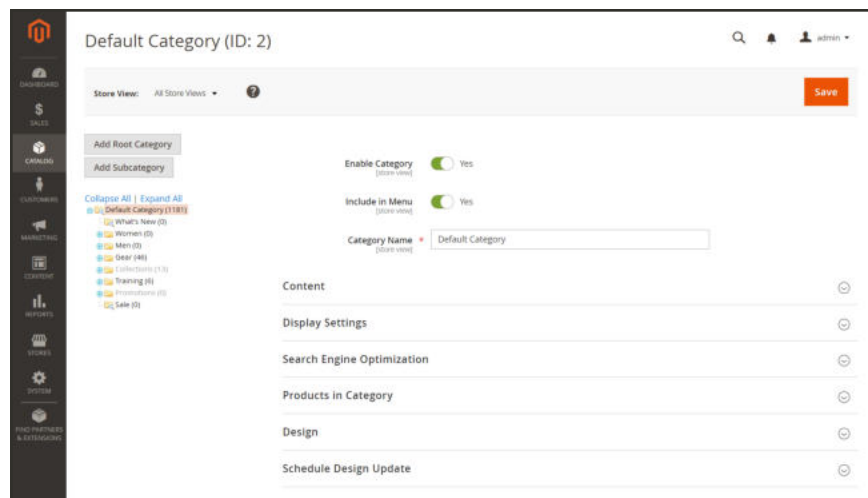 Default Category (ID: 2)
admin
DASHBOARD
SALES
CATALOG
CUSTOMERS
MARKETING
CONTENT
REPORTS
STORES
SYSTEM
FIND PARTNERS
& EXTENSIONS
Store View: All Store Views
Save
Add Root Category
Add Subcategory
Collapse All | Expand All
Default Category (1181)
What's New (0)
Women (0)
Men (0)
Gear (46)
Collections (13)
Training (6)
Promotions (0)
Sale (0)
Enable Category
[store view]
Yes
Include in Menu
[store view]
Yes
Category Name *
[store view]
Default Category
Content
Display Settings
Search Engine Optimization
Products in Category
Design
Schedule Design Update